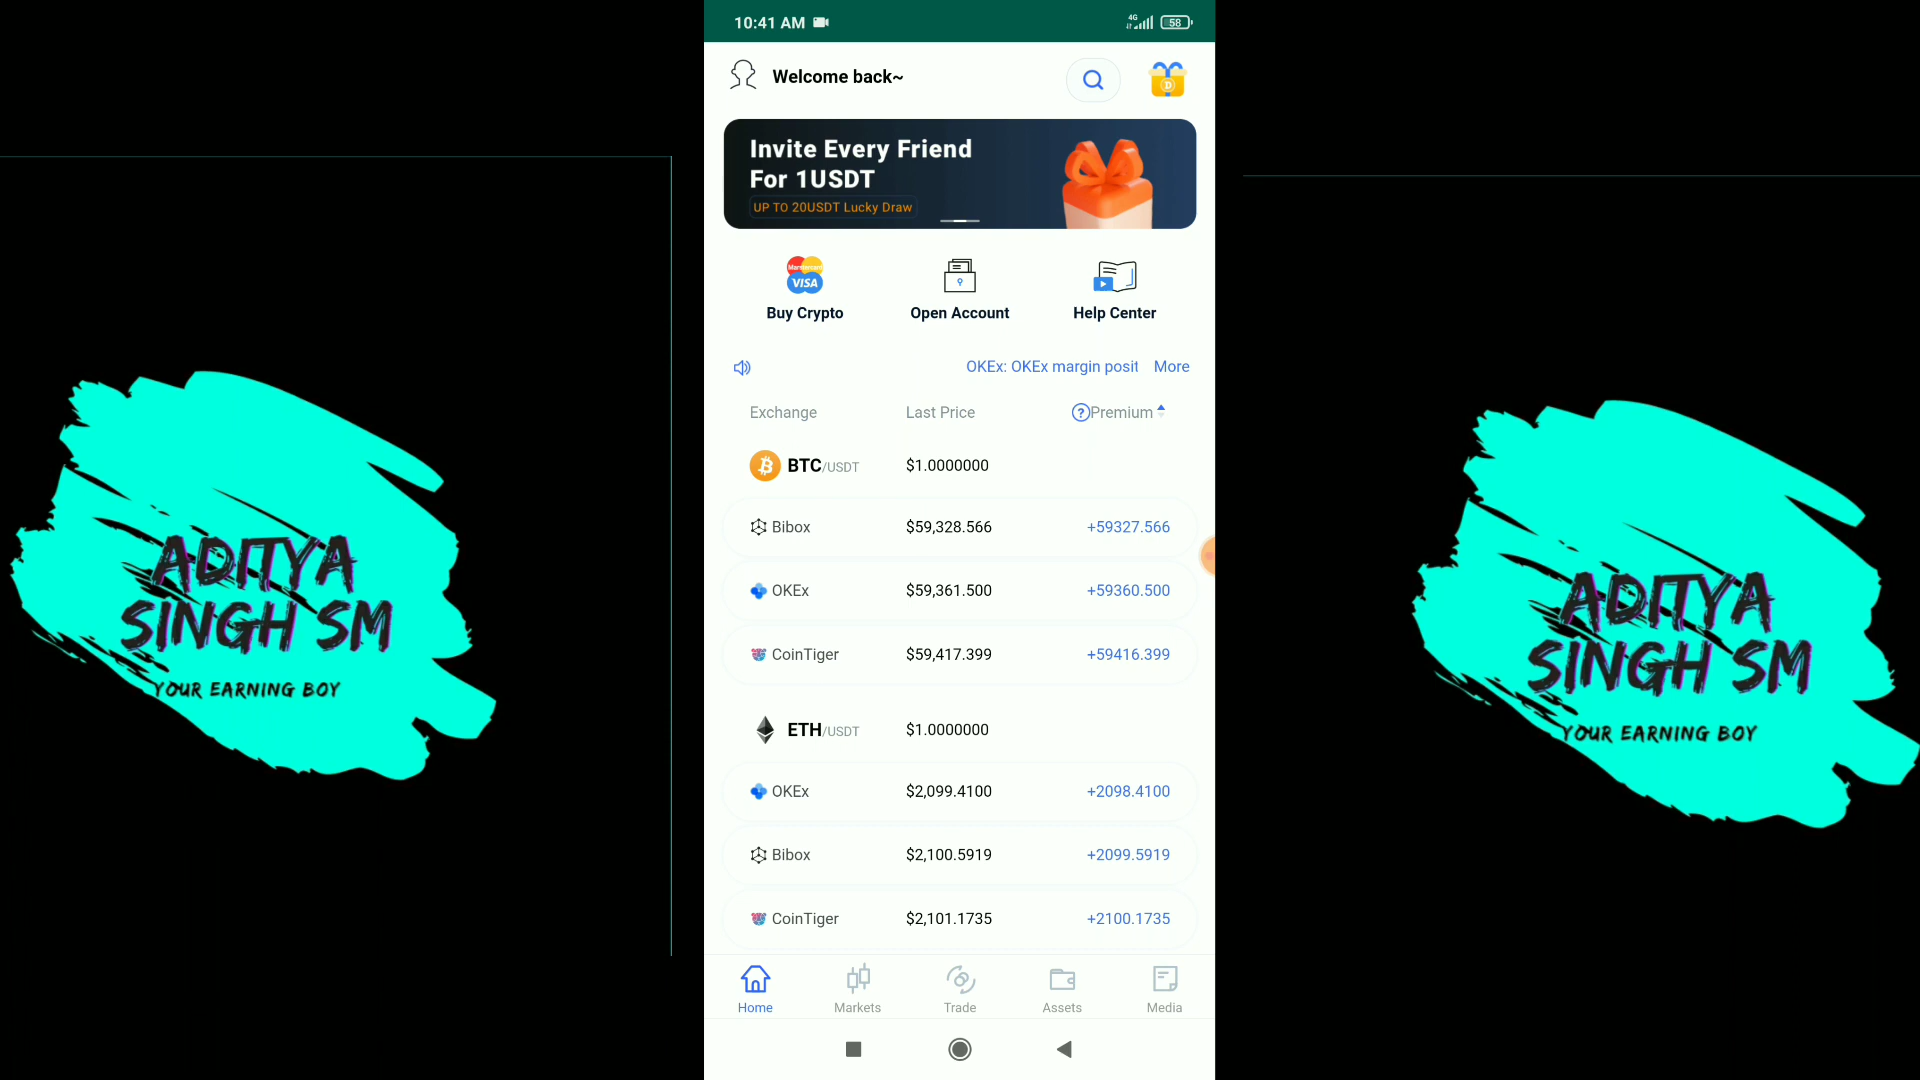 10:41 AM
4G
58
Welcome back~
Invite Every Friend
For 1USDT
UP TO 20USDT Lucky Draw
VISA
Buy Crypto
Open Account
Help Center
OKEx: OKEx margin posit
More
Exchange
Last Price
?Premium
BTC/USDT
$1.0000000
Bibox
$59,328.566
+59327.566
OKEx
$59,361.500
+59360.500
CoinTiger
$59,417.399
+59416.399
ETH/USDT
$1.0000000
OKEx
$2,099.4100
+2098.4100
Bibox
$2,100.5919
+2099.5919
CoinTiger
$2,101.1735
+2100.1735
Home
Markets
Trade
Assets
Media
ADITYA
SINGH SM
YOUR EARNING BOY
ADITYA
SINGH SM
YOUR EARNING BOY